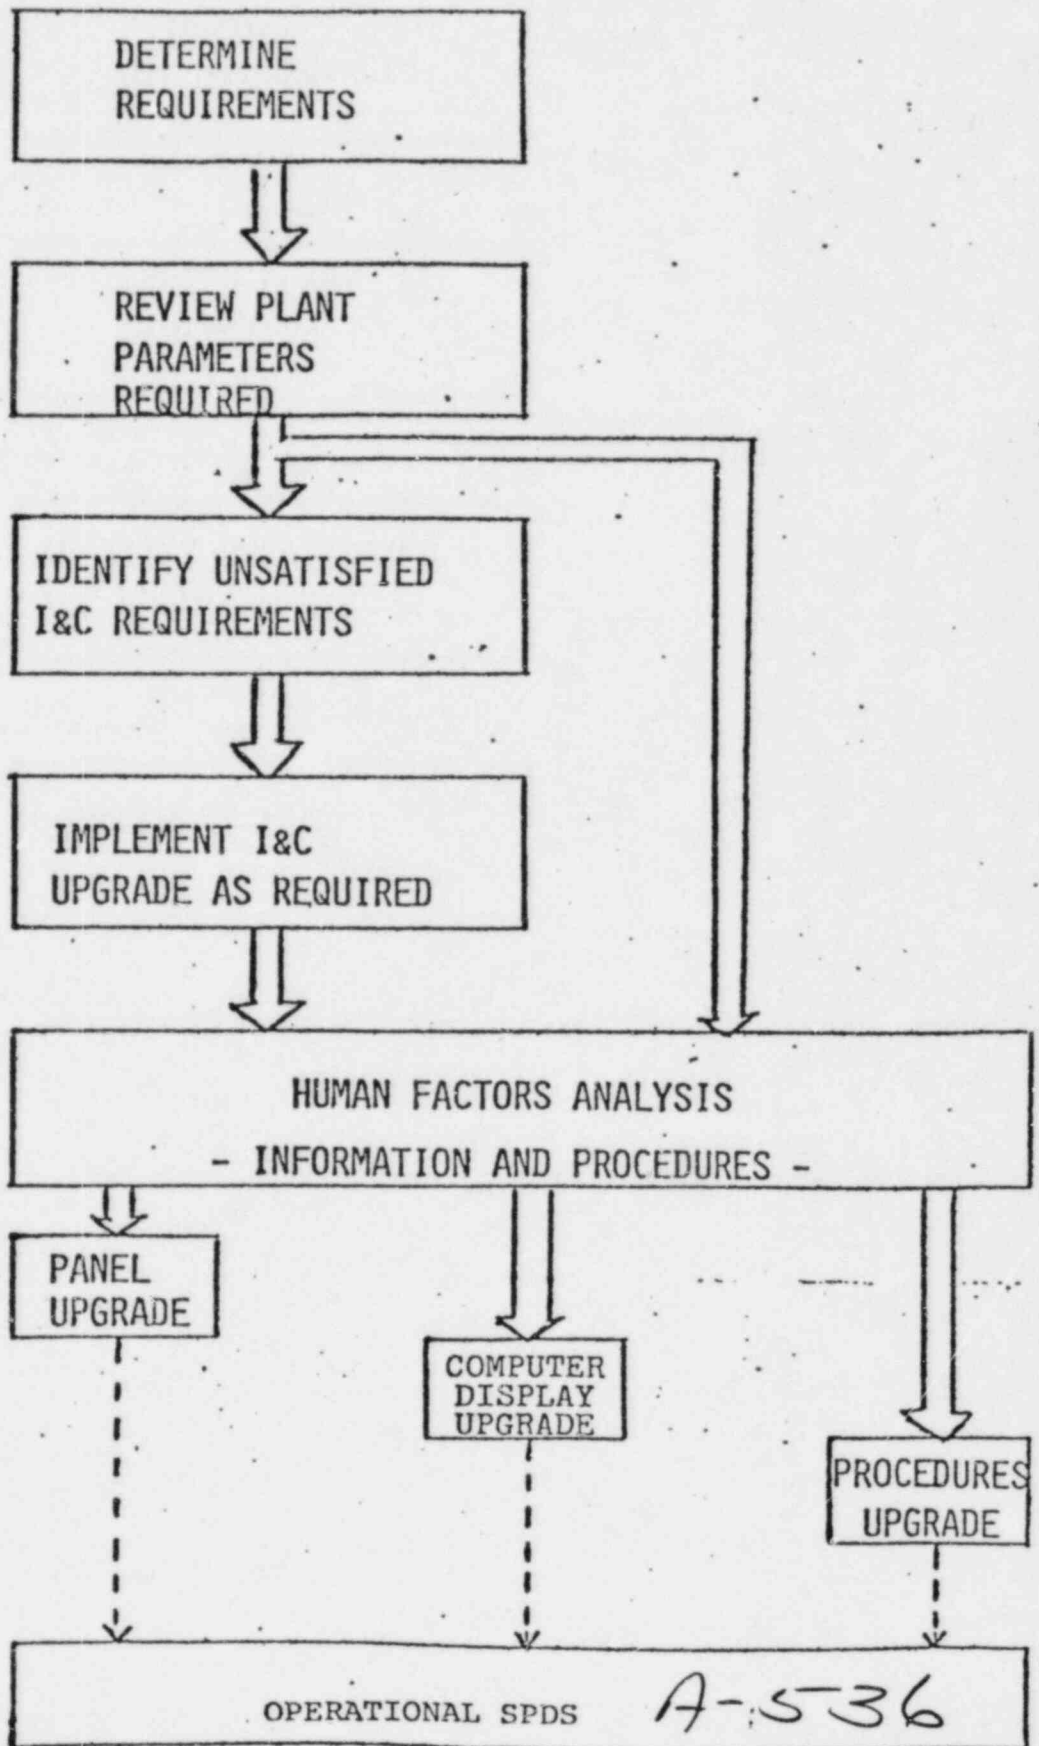 DETERMINE
REQUIREMENTS
REVIEW PLANT
PARAMETERS
REQUIRED
IDENTIFY UNSATISFIED
I&C REQUIREMENTS
IMPLEMENT I&C
UPGRADE AS REQUIRED
HUMAN FACTORS ANALYSIS
- INFORMATION AND PROCEDURES -
PANEL
UPGRADE
COMPUTER
DISPLAY
UPGRADE
PROCEDURES
UPGRADE
OPERATIONAL SPDS A-536